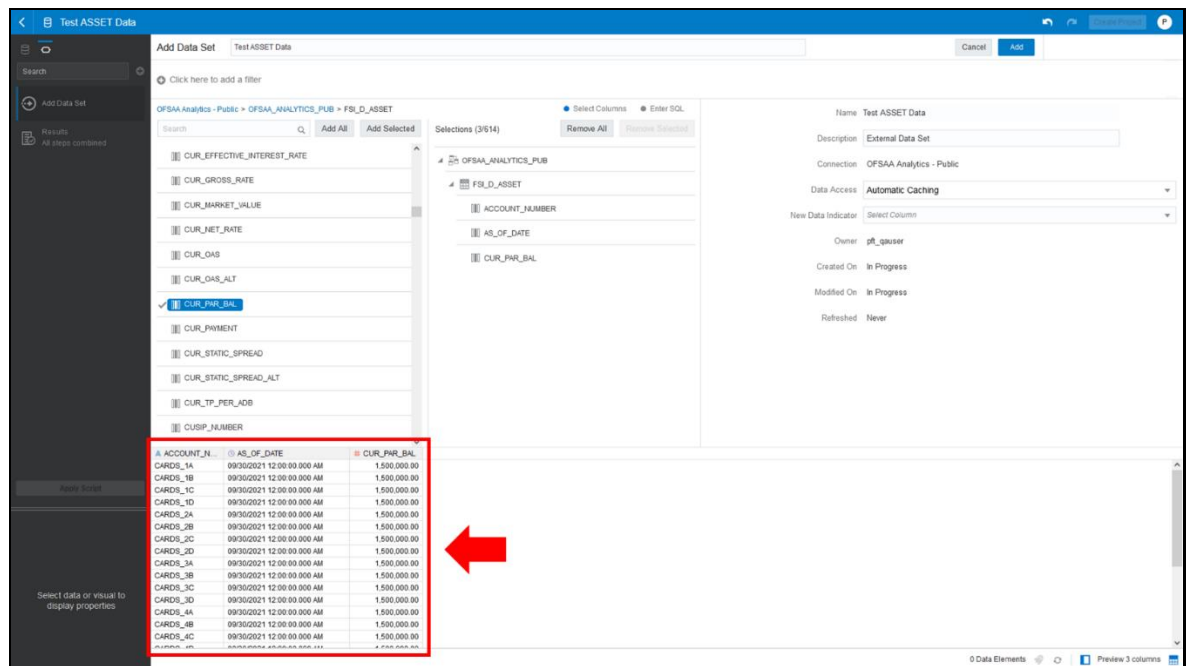 Test ASSET Data
Create Project
P
Search
Add Data Set
Results
All steps combined
Apply Script
Select data or visual to
display properties
Add Data Set Test ASSET Data Cancel Add
Click here to add a filter
OFSAA Analytics - Public > OFSAA_ANALYTICS_PUB > FSI_D_ASSET
Select Columns Enter SQL
Search Add All Add Selected
CUR_EFFECTIVE_INTEREST_RATE
CUR_GROSS_RATE
CUR_MARKET_VALUE
CUR_NET_RATE
CUR_OAS
CUR_OAS_ALT
CUR_PAR_BAL
CUR_PAYMENT
CUR_STATIC_SPREAD
CUR_STATIC_SPREAD_ALT
CUR_TP_PER_ADB
CUSIP_NUMBER
Selections (3/614) Remove All Remove Selected
OFSAA_ANALYTICS_PUB
FSI_D_ASSET
ACCOUNT_NUMBER
AS_OF_DATE
CUR_PAR_BAL
Name Test ASSET Data
Description External Data Set
Connection OFSAA Analytics - Public
Data Access Automatic Caching
New Data Indicator Select Column
Owner pft_qauser
Created On In Progress
Modified On In Progress
Refreshed Never
A ACCOUNT_N... AS_OF_DATE # CUR_PAR_BAL
CARDS_1A 09/30/2021 12:00:00.000 AM 1,500,000.00
CARDS_1B 09/30/2021 12:00:00.000 AM 1,500,000.00
CARDS_1C 09/30/2021 12:00:00.000 AM 1,500,000.00
CARDS_1D 09/30/2021 12:00:00.000 AM 1,500,000.00
CARDS_2A 09/30/2021 12:00:00.000 AM 1,500,000.00
CARDS_2B 09/30/2021 12:00:00.000 AM 1,500,000.00
CARDS_2C 09/30/2021 12:00:00.000 AM 1,500,000.00
CARDS_2D 09/30/2021 12:00:00.000 AM 1,500,000.00
CARDS_3A 09/30/2021 12:00:00.000 AM 1,500,000.00
CARDS_3B 09/30/2021 12:00:00.000 AM 1,500,000.00
CARDS_3C 09/30/2021 12:00:00.000 AM 1,500,000.00
CARDS_3D 09/30/2021 12:00:00.000 AM 1,500,000.00
CARDS_4A 09/30/2021 12:00:00.000 AM 1,500,000.00
CARDS_4B 09/30/2021 12:00:00.000 AM 1,500,000.00
CARDS_4C 09/30/2021 12:00:00.000 AM 1,500,000.00
0 Data Elements Preview 3 columns